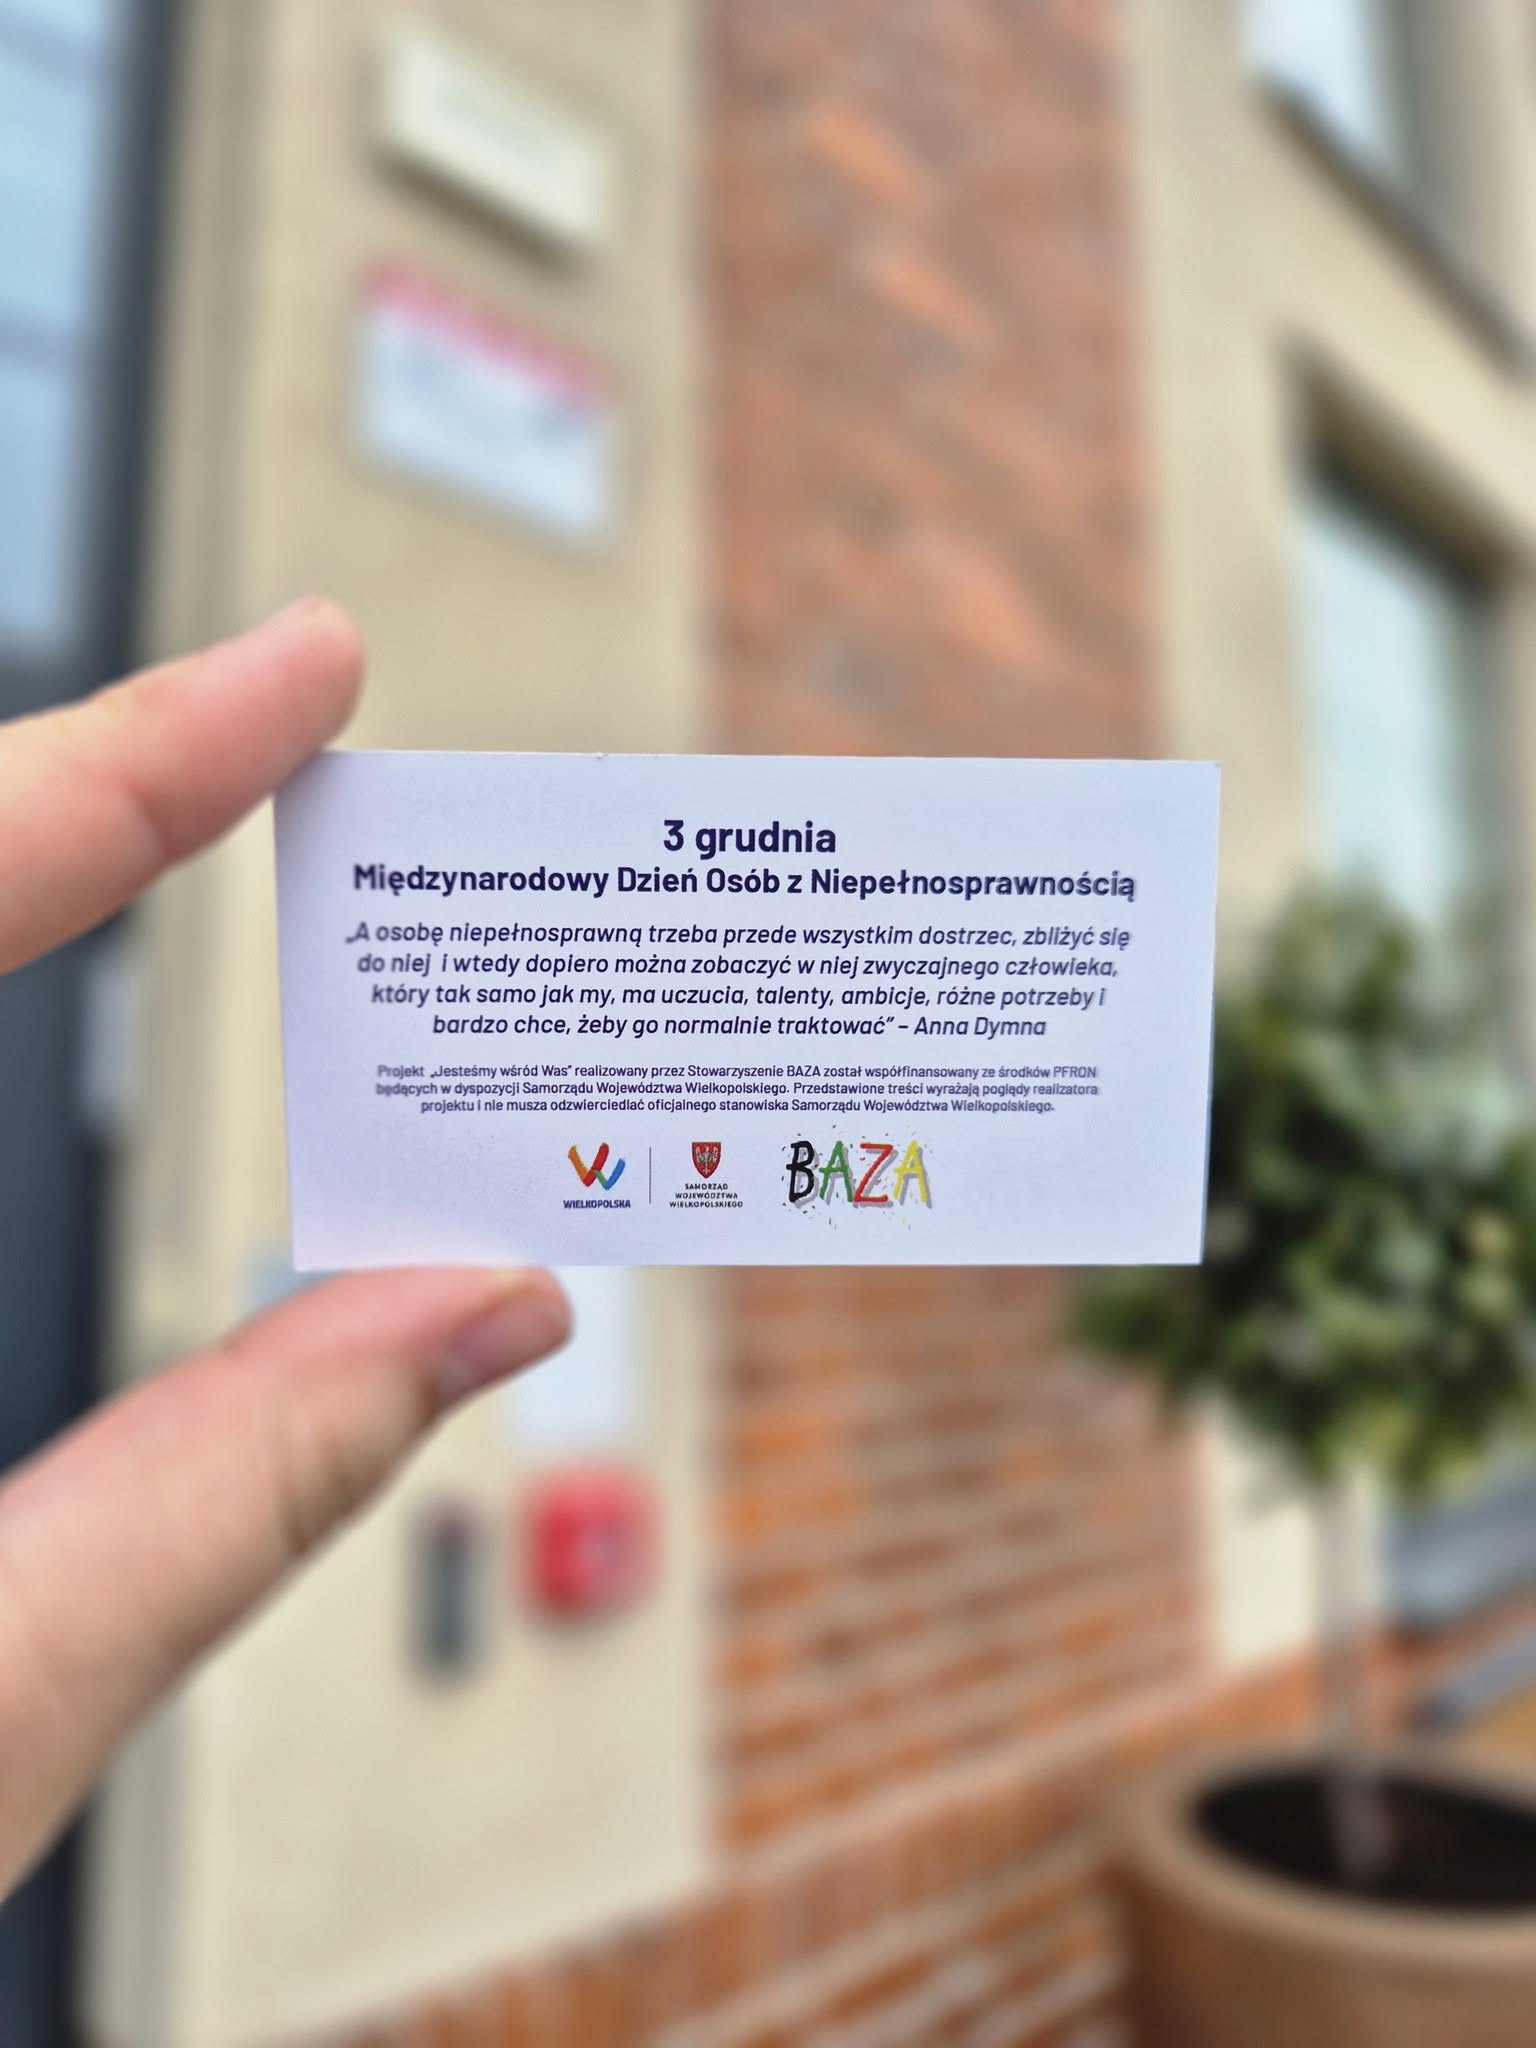 3 grudnia
Międzynarodowy Dzień Osób z Niepełnosprawnością
„A osobę niepełnosprawną trzeba przede wszystkim dostrzec, zbliżyć się
do niej i wtedy dopiero można zobaczyć w niej zwyczajnego człowieka,
który tak samo jak my, ma uczucia, talenty, ambicje, różne potrzeby i
bardzo chce, żeby go normalnie traktować” – Anna Dymna
Projekt „Jesteśmy wśród Was” realizowany przez Stowarzyszenie BAZA został współfinansowany ze środków PFRON
będących w dyspozycji Samorządu Województwa Wielkopolskiego. Przedstawione treści wyrażają poglądy realizatora
projektu i nie musza odzwierciedlać oficjalnego stanowiska Samorządu Województwa Wielkopolskiego.
WIELKOPOLSKA
SAMORZĄD
WOJEWÓDZTWA
WIELKOPOLSKIEGO
BAZA